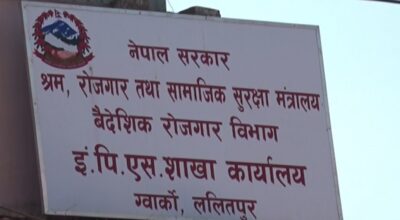 नेपाल सरकार
श्रम, रोजगार तथा सामाजिक सुरक्षा मन्त्रालय
वैदेशिक रोजगार विभाग
इ.पि.एस.शाखा कार्यालय
ग्वार्को, ललितपुर